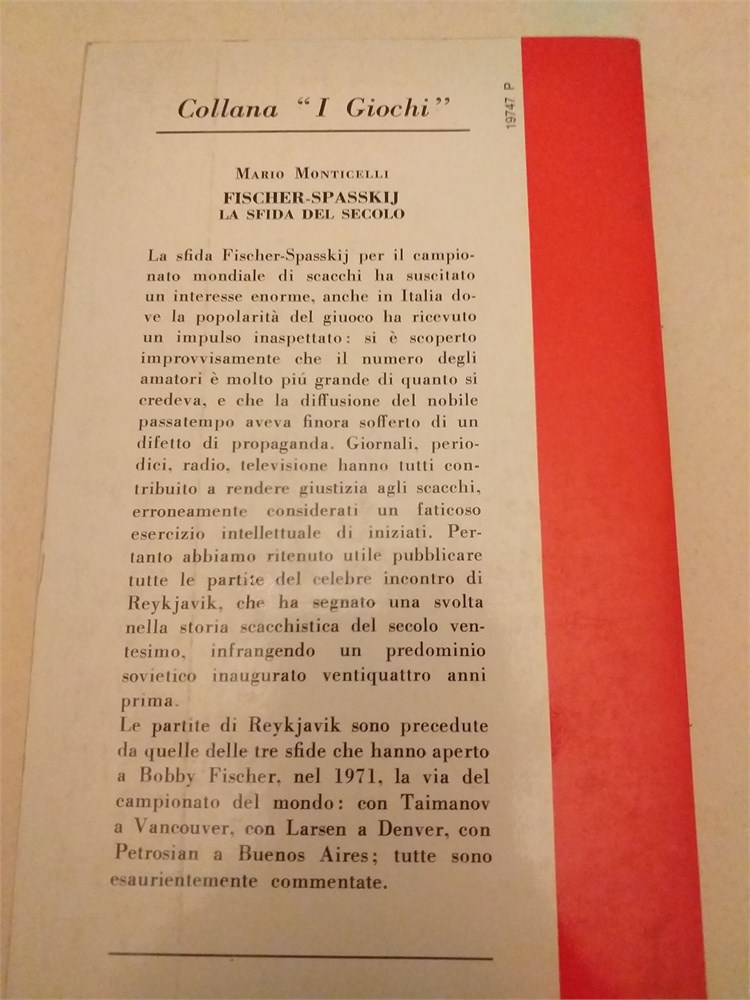 Collana "I Giochi"
19747 P
MARIO MONTICELLI
FISCHER-SPASSKIJ
LA SFIDA DEL SECOLO
La sfida Fischer-Spasskij per il campio-
nato mondiale di scacchi ha suscitato
un interesse enorme, anche in Italia do-
ve la popolarità del giuoco ha ricevuto
un impulso inaspettato: si è scoperto
improvvisamente che il numero degli
amatori è molto piú grande di quanto si
credeva, e che la diffusione del nobile
passatempo aveva finora sofferto di un
difetto di propaganda. Giornali, perio-
dici, radio, televisione hanno tutti con-
tribuito a rendere giustizia agli scacchi,
erroneamente considerati un faticoso
esercizio intellettuale di iniziati. Per-
tanto abbiamo ritenuto utile pubblicare
tutte le partite del celebre incontro di
Reykjavik, che ha segnato una svolta
nella storia scacchistica del secolo ven-
tesimo, infrangendo un predominio
sovietico inaugurato ventiquattro anni
prima.
Le partite di Reykjavik sono precedute
da quelle delle tre sfide che hanno aperto
a Bobby Fischer, nel 1971, la via del
campionato del mondo: con Taimanov
a Vancouver, con Larsen a Denver, con
Petrosian a Buenos Aires; tutte sono
esaurientemente commentate.